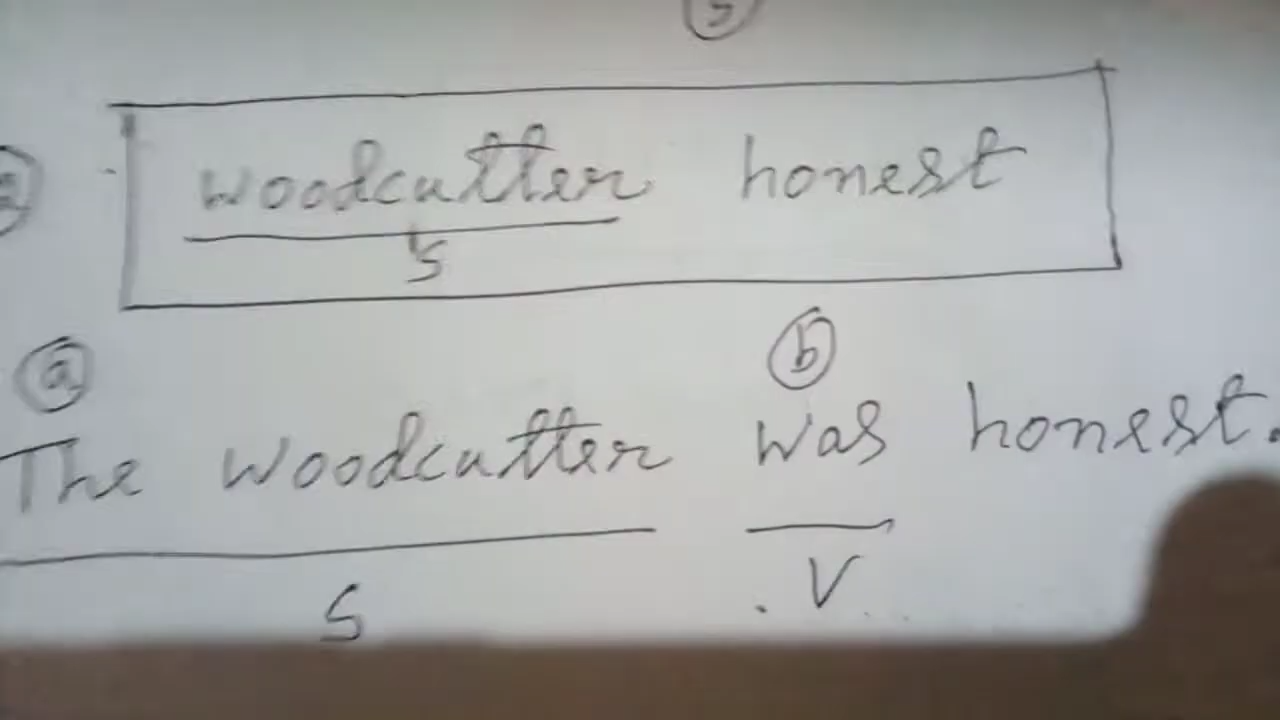 woodcutter honest
S
ⓐ ⓑ
The woodcutter was honest.
S V